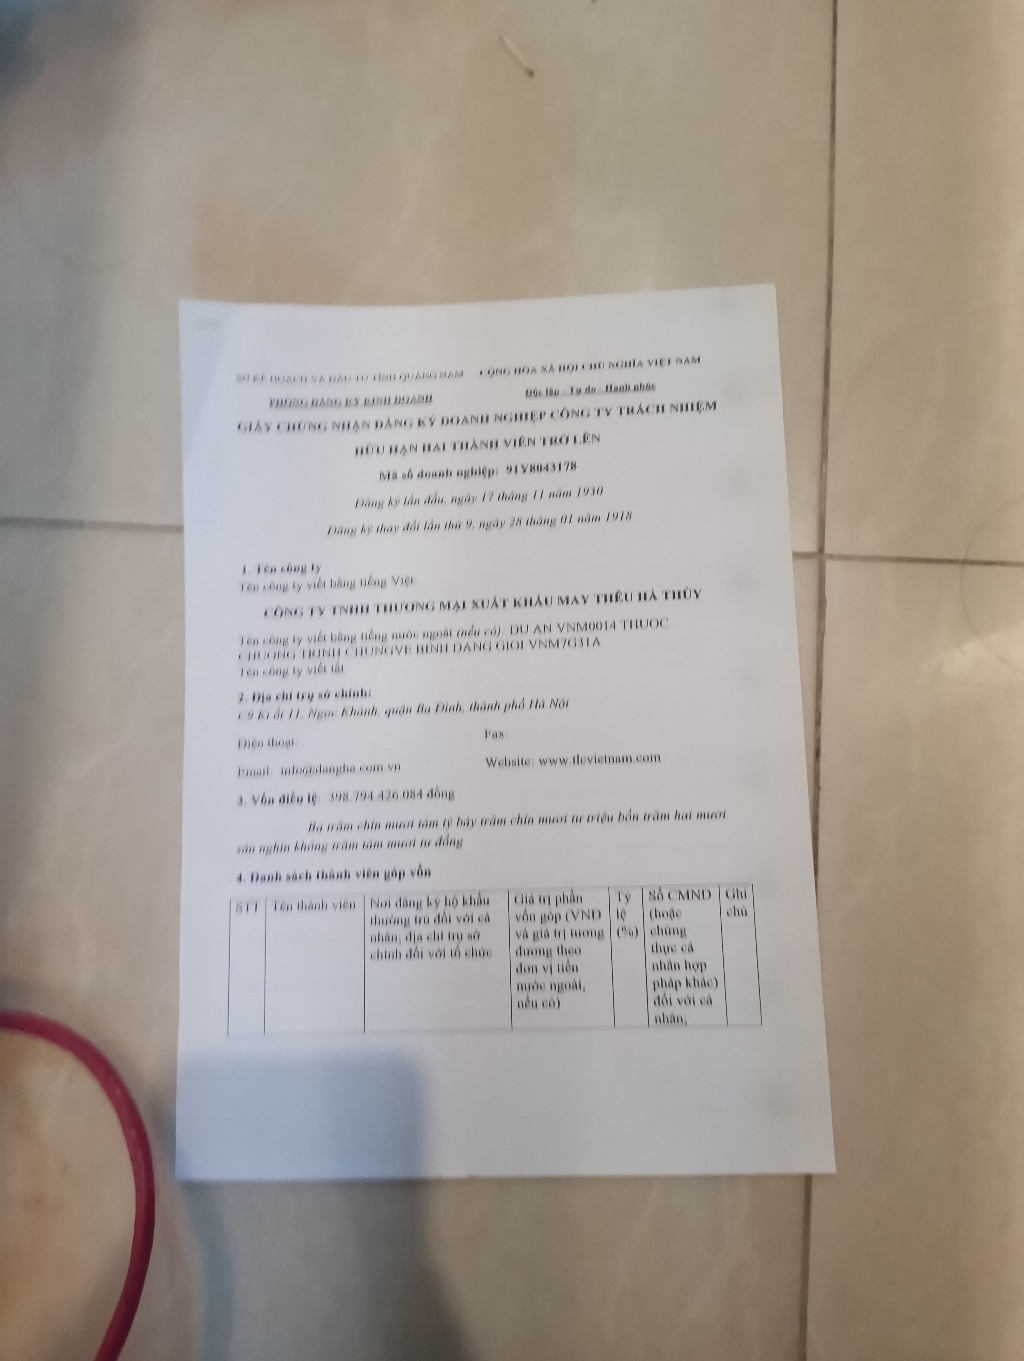 SỞ KẾ HOẠCH VÀ ĐẦU TƯ TỈNH QUẢNG NAM CỘNG HÒA XÃ HỘI CHỦ NGHĨA VIỆT NAM
PHÒNG ĐĂNG KÝ KINH DOANH Độc lập - Tự do - Hạnh phúc
GIẤY CHỨNG NHẬN ĐĂNG KÝ DOANH NGHIỆP CÔNG TY TRÁCH NHIỆM
HỮU HẠN HAI THÀNH VIÊN TRỞ LÊN
Mã số doanh nghiệp: 91Y8043178
Đăng ký lần đầu, ngày 17 tháng 11 năm 1930
Đăng ký thay đổi lần thứ 9, ngày 28 tháng 01 năm 1918
1. Tên công ty
Tên công ty viết bằng tiếng Việt:
CÔNG TY TNHH THƯƠNG MẠI XUẤT KHẨU MAY THÊU HÀ THỦY
Tên công ty viết bằng tiếng nước ngoài (nếu có): DU AN VNM0014 THUOC
CHUONG TRINH CHUNGVE BINH DANG GIOI VNM7G31A
Tên công ty viết tắt:
2. Địa chỉ trụ sở chính:
C9 Ki ốt 11, Ngọc Khánh, quận Ba Đình, thành phố Hà Nội
Điện thoại: Fax:
Email: info@dangha.com.vn Website: www.tlcvietnam.com
3. Vốn điều lệ: 398.794.426.084 đồng
Ba trăm chín mươi tám tỷ bảy trăm chín mươi tư triệu bốn trăm hai mươi
sáu nghìn không trăm tám mươi tư đồng
4. Danh sách thành viên góp vốn
STT Tên thành viên Nơi đăng ký hộ khẩu Giá trị phần Tỷ Số CMND Ghi
thường trú đối với cá vốn góp (VNĐ lệ (hoặc chú
nhân; địa chỉ trụ sở và giá trị tương (%) chứng
chính đối với tổ chức đương theo thực cá
đơn vị tiền nhân hợp
nước ngoài, pháp khác)
nếu có) đối với cá
nhân;